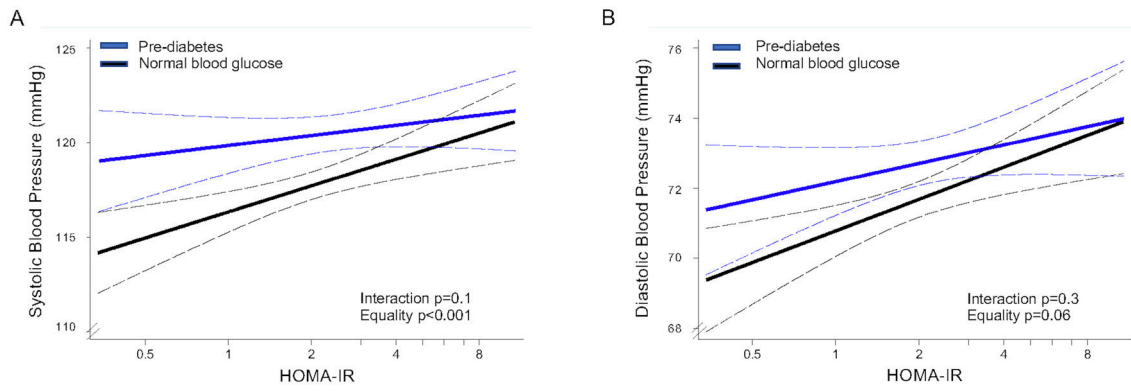 A
Systolic Blood Pressure (mmHg)
125
120
115
110
Pre-diabetes
Normal blood glucose
Interaction p=0.1
Equality p<0.001
0.5 1 2 4 8
HOMA-IR
B
Diastolic Blood Pressure (mmHg)
76
74
72
70
68
Pre-diabetes
Normal blood glucose
Interaction p=0.3
Equality p=0.06
0.5 1 2 4 8
HOMA-IR